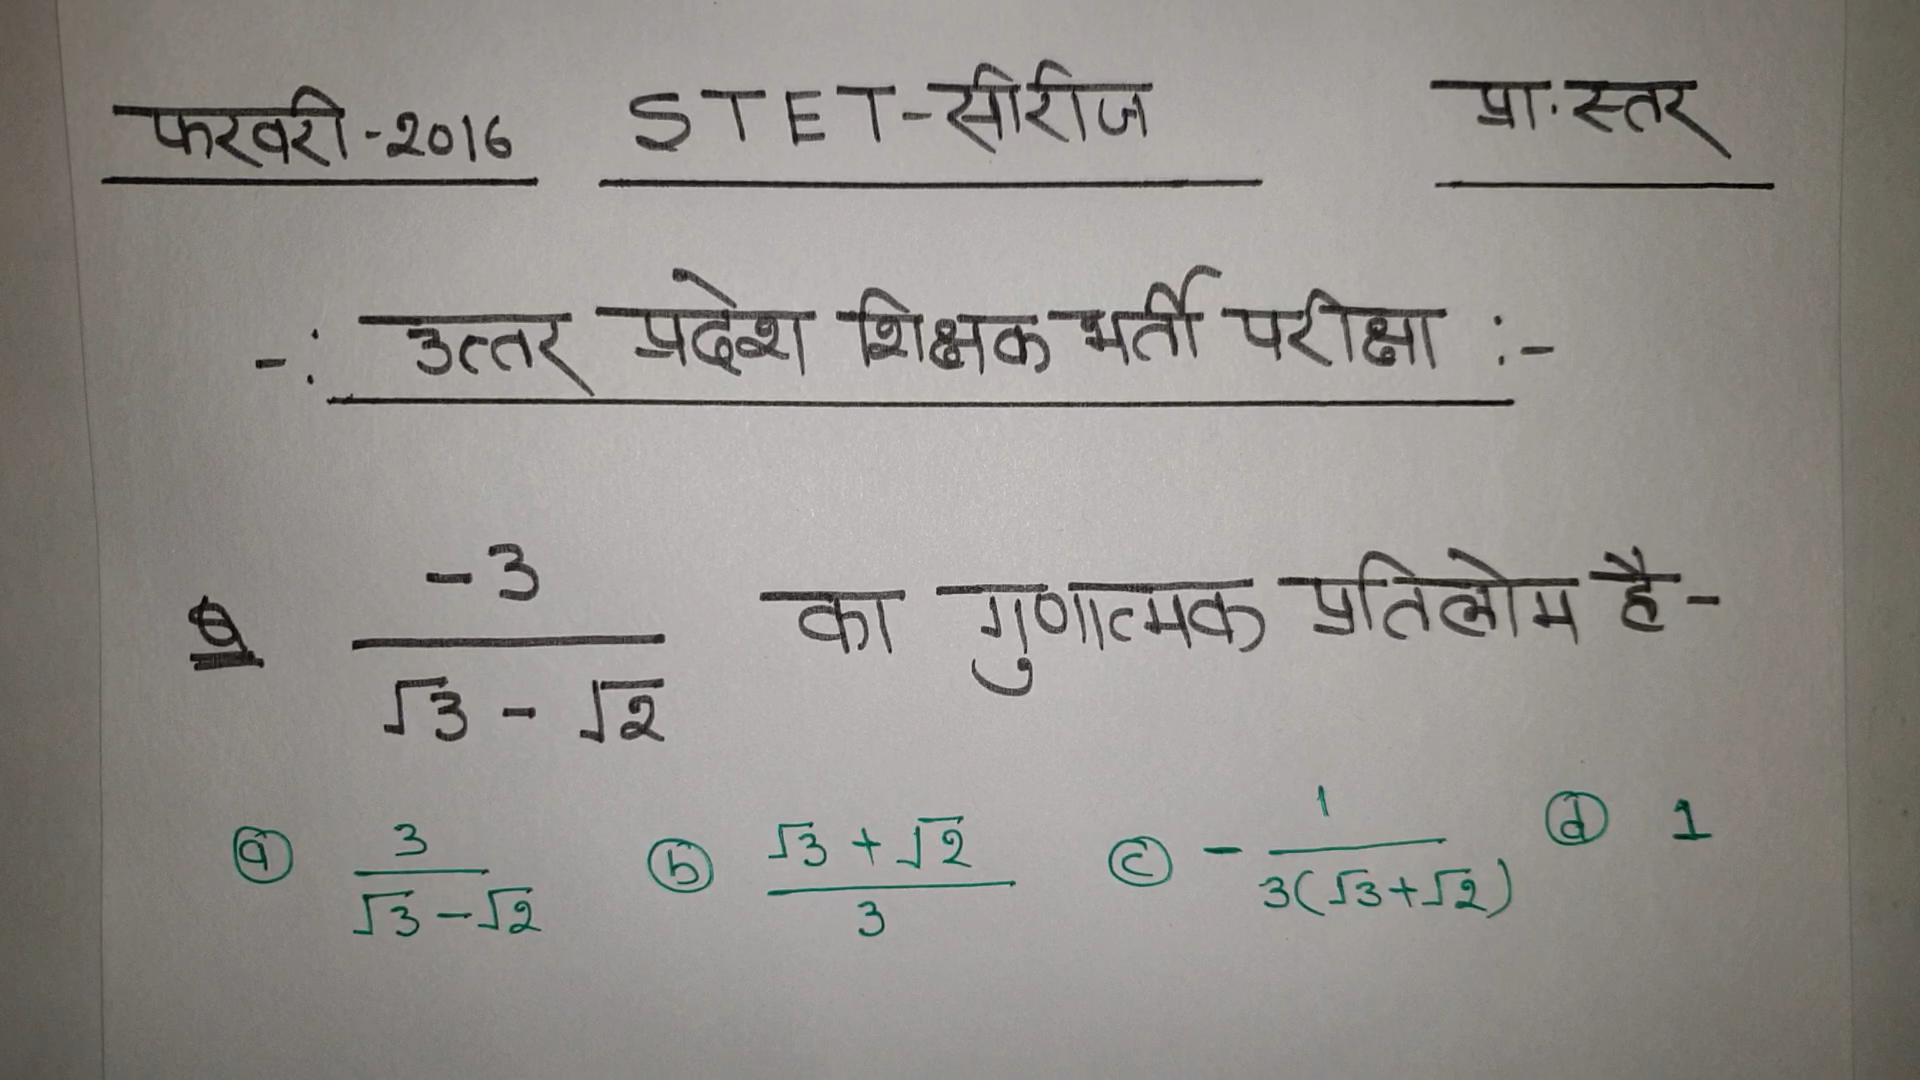 फरवरी-2016 STET-सीरीज प्रा.स्तर
-: उत्तर प्रदेश शिक्षक भर्ती परीक्षा :-
Q -3/(√3 - √2) का गुणात्मक प्रतिलोम है-
(a) 3/(√3-√2) (b) (√3+√2)/3 (c) -1/(3(√3+√2)) (d) 1